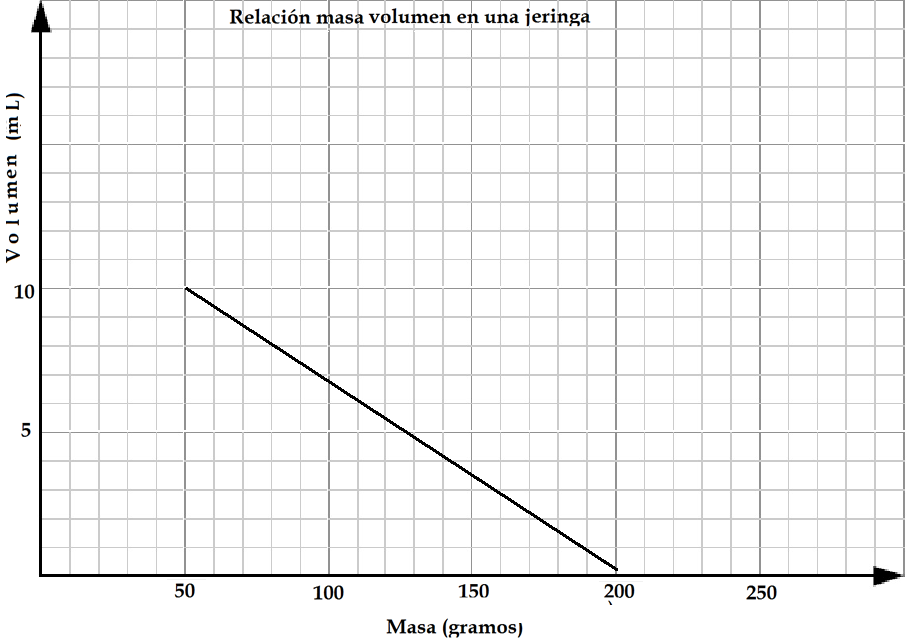 Relación masa volumen en una jeringa
Volumen (mL)
10
5
50
100
150
200
250
Masa (gramos)